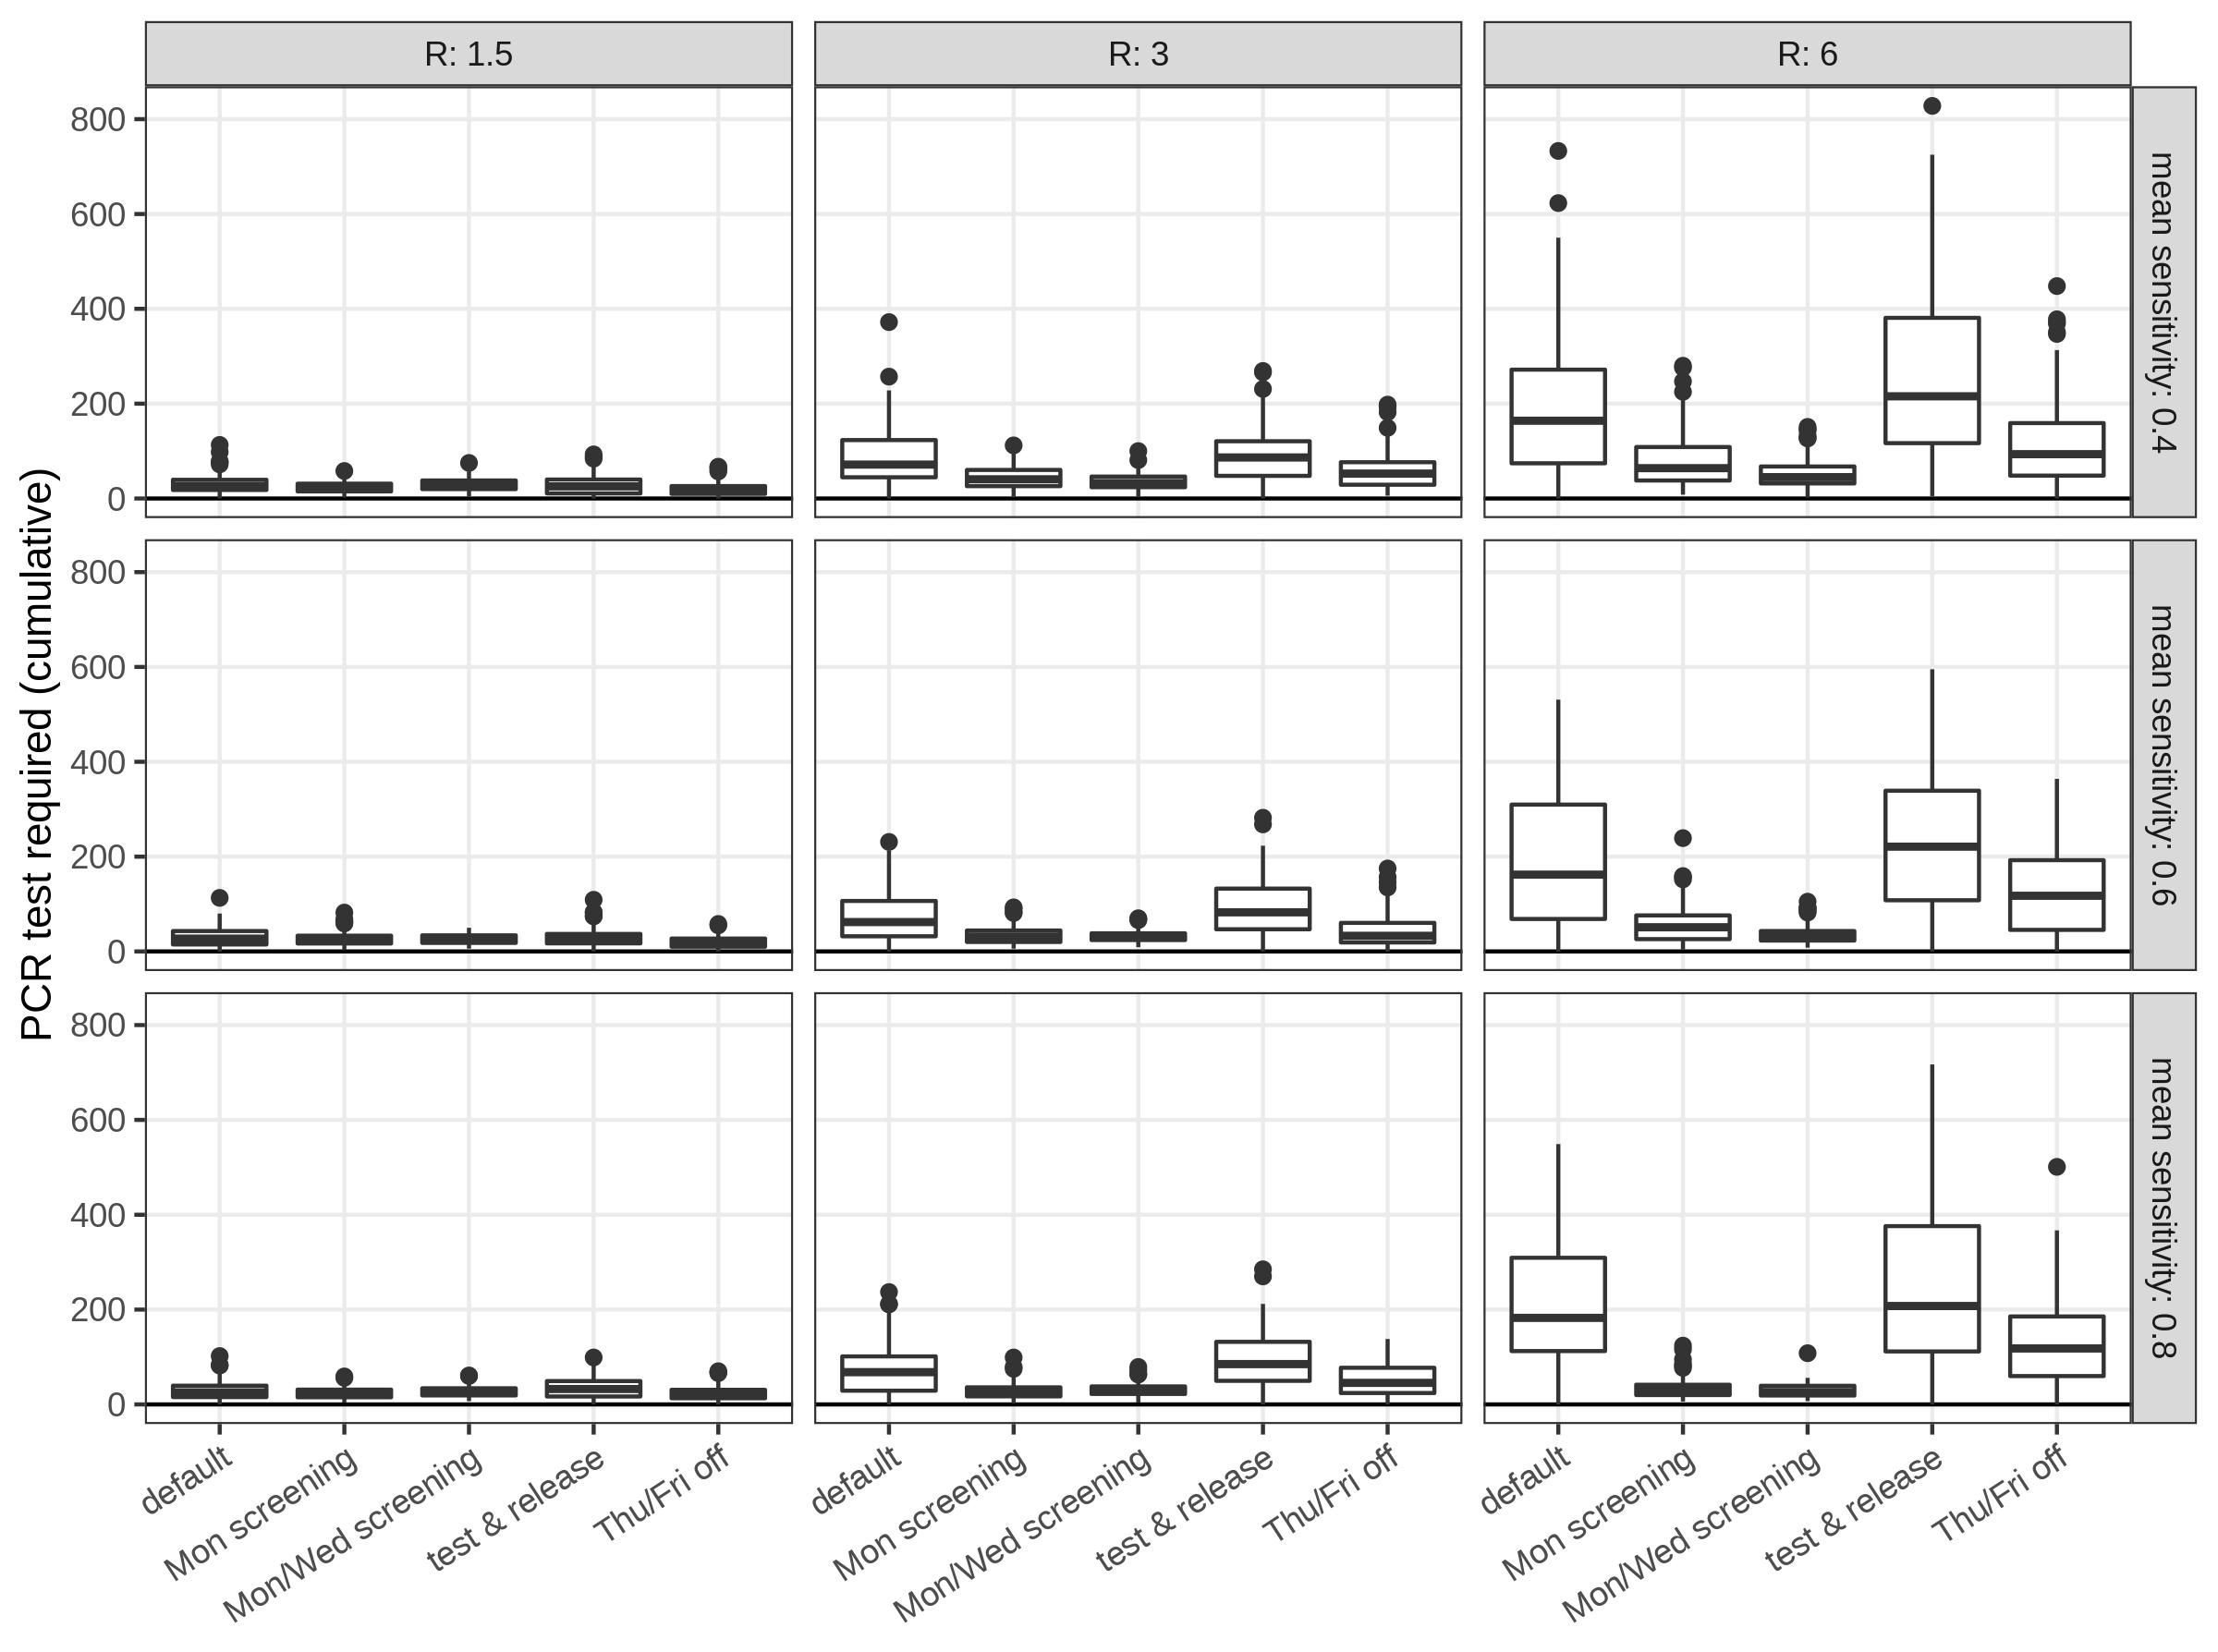 R: 1.5
R: 3
R: 6
PCR test required (cumulative)
800
600
400
200
0
mean sensitivity: 0.4
800
600
400
200
0
mean sensitivity: 0.6
800
600
400
200
0
mean sensitivity: 0.8
default
Mon screening
Mon/Wed screening
test & release
Thu/Fri off
default
Mon screening
Mon/Wed screening
test & release
Thu/Fri off
default
Mon screening
Mon/Wed screening
test & release
Thu/Fri off